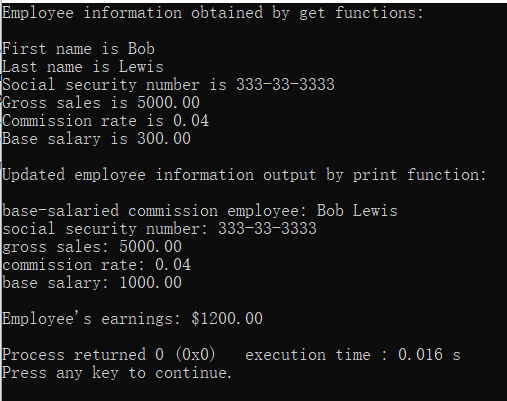 Employee information obtained by get functions:
First name is Bob
Last name is Lewis
Social security number is 333-33-3333
Gross sales is 5000.00
Commission rate is 0.04
Base salary is 300.00
Updated employee information output by print function:
base-salaried commission employee: Bob Lewis
social security number: 333-33-3333
gross sales: 5000.00
commission rate: 0.04
base salary: 1000.00
Employee's earnings: $1200.00
Process returned 0 (0x0)   execution time : 0.016 s
Press any key to continue.